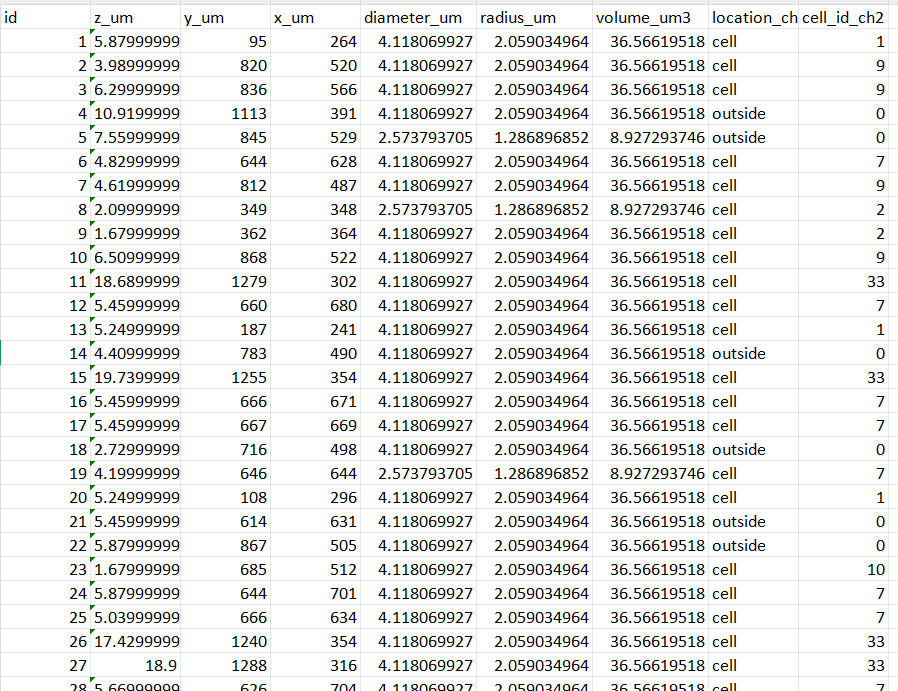 id z_um y_um x_um diameter_um radius_um volume_um3 location_ch cell_id_ch2
1 5.87999999 95 264 4.118069927 2.059034964 36.56619518 cell 1
2 3.98999999 820 520 4.118069927 2.059034964 36.56619518 cell 9
3 6.29999999 836 566 4.118069927 2.059034964 36.56619518 cell 9
4 10.9199999 1113 391 4.118069927 2.059034964 36.56619518 outside 0
5 7.55999999 845 529 2.573793705 1.286896852 8.927293746 outside 0
6 4.82999999 644 628 4.118069927 2.059034964 36.56619518 cell 7
7 4.61999999 812 487 4.118069927 2.059034964 36.56619518 cell 9
8 2.09999999 349 348 2.573793705 1.286896852 8.927293746 cell 2
9 1.67999999 362 364 4.118069927 2.059034964 36.56619518 cell 2
10 6.50999999 868 522 4.118069927 2.059034964 36.56619518 cell 9
11 18.6899999 1279 302 4.118069927 2.059034964 36.56619518 cell 33
12 5.45999999 660 680 4.118069927 2.059034964 36.56619518 cell 7
13 5.24999999 187 241 4.118069927 2.059034964 36.56619518 cell 1
14 4.40999999 783 490 4.118069927 2.059034964 36.56619518 outside 0
15 19.7399999 1255 354 4.118069927 2.059034964 36.56619518 cell 33
16 5.45999999 666 671 4.118069927 2.059034964 36.56619518 cell 7
17 5.45999999 667 669 4.118069927 2.059034964 36.56619518 cell 7
18 2.72999999 716 498 4.118069927 2.059034964 36.56619518 outside 0
19 4.19999999 646 644 2.573793705 1.286896852 8.927293746 cell 7
20 5.24999999 108 296 4.118069927 2.059034964 36.56619518 cell 1
21 5.45999999 614 631 4.118069927 2.059034964 36.56619518 outside 0
22 5.87999999 867 505 4.118069927 2.059034964 36.56619518 outside 0
23 1.67999999 685 512 4.118069927 2.059034964 36.56619518 cell 10
24 5.87999999 644 701 4.118069927 2.059034964 36.56619518 cell 7
25 5.03999999 666 634 4.118069927 2.059034964 36.56619518 cell 7
26 17.4299999 1240 354 4.118069927 2.059034964 36.56619518 cell 33
27 18.9 1288 316 4.118069927 2.059034964 36.56619518 cell 33
28 5.66999999 626 704 4.118069927 2.059034964 36.56619518 cell 7